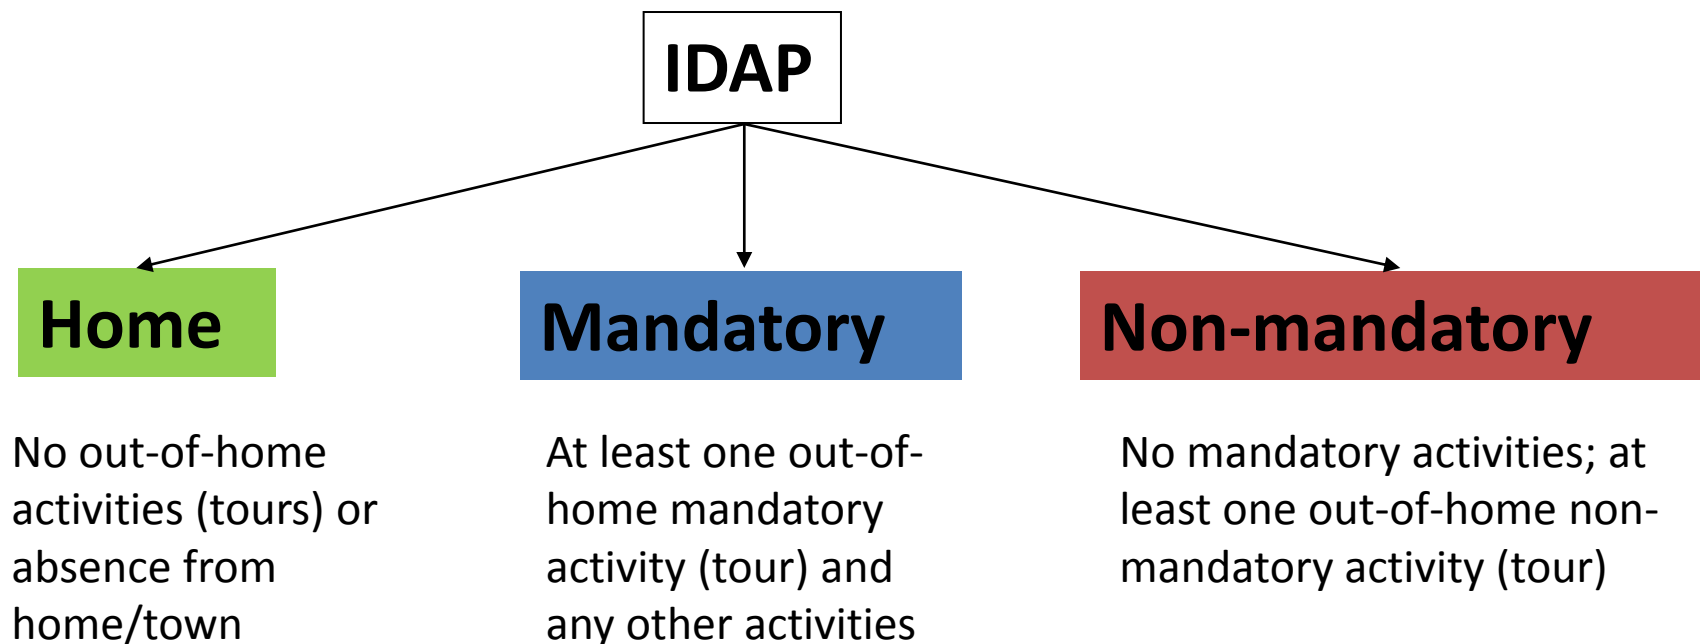 IDAP
Home
Mandatory
Non-mandatory
No out-of-home
activities (tours) or
absence from
home/town
At least one out-of-
home mandatory
activity (tour) and
any other activities
No mandatory activities; at
least one out-of-home non-
mandatory activity (tour)